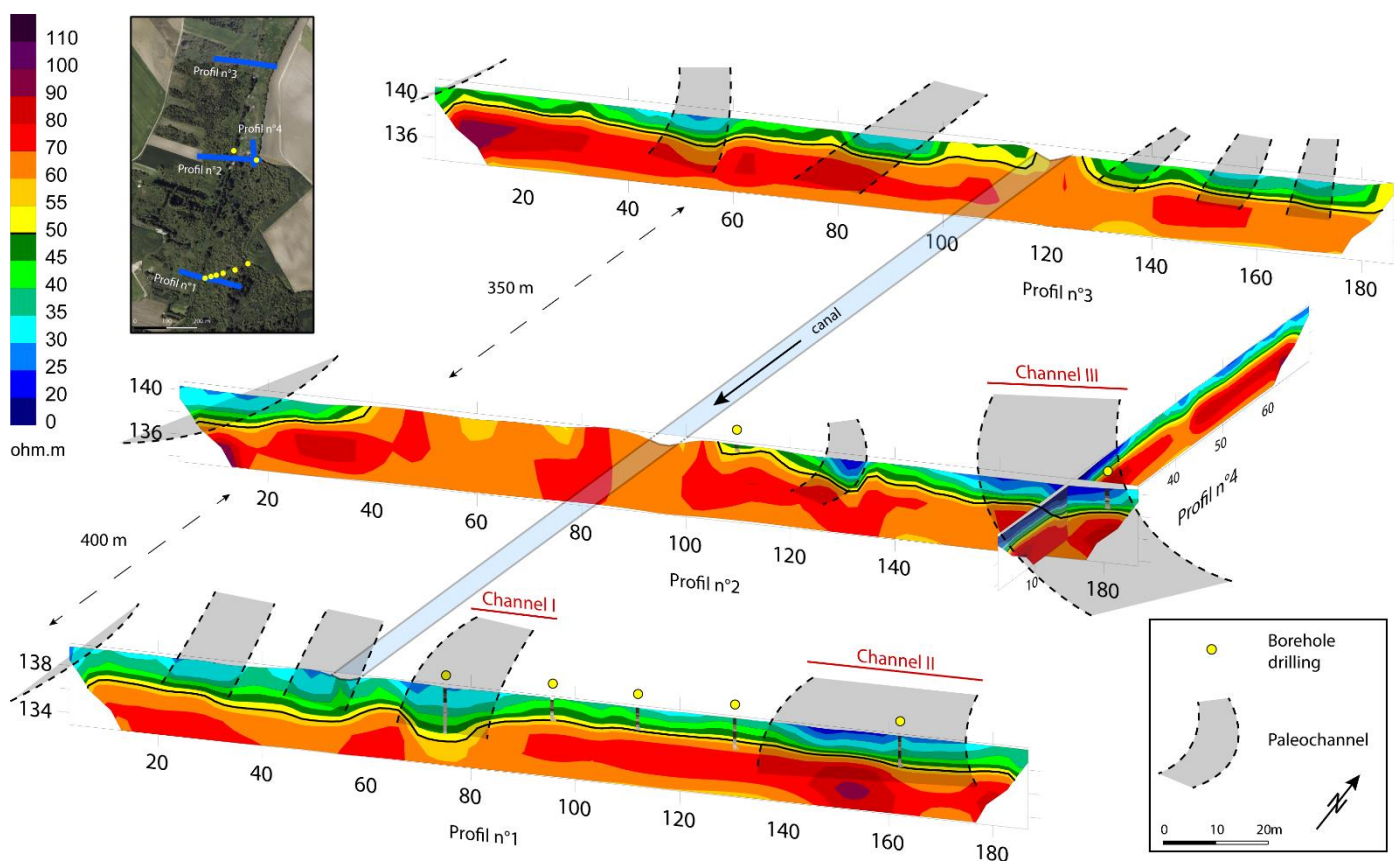 110
100
90
80
70
60
55
50
45
40
35
30
25
20
0
ohm.m
Profil n°3
Profil n°4
Profil n°2
Profil n°1
140
136
20
40
60
80
100
120
140
160
180
Profil n°3
350 m
canal
140
136
20
40
60
80
100
120
140
180
Profil n°2
Channel III
10
40
50
60
Profil n°4
400 m
138
134
Channel I
Channel II
20
40
60
80
100
120
140
160
180
Profil n°1
Borehole
drilling
Paleochannel
N
0 10 20m